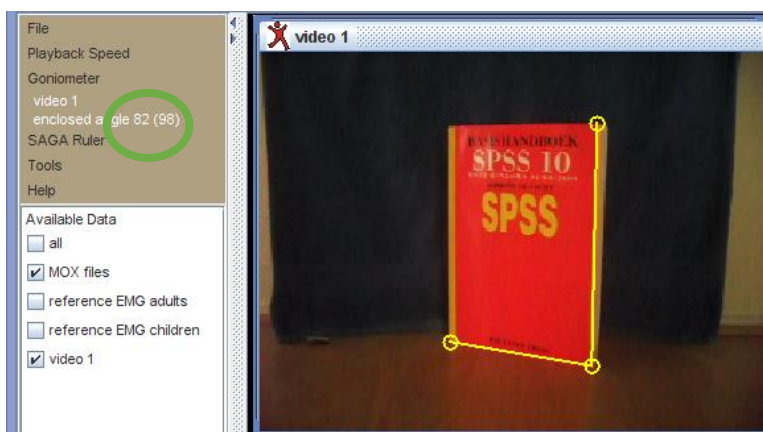 File
Playback Speed
Goniometer
video 1
enclosed angle 82 (98)
SAGA Ruler
Tools
Help
Available Data
all
MOX files
reference EMG adults
reference EMG children
video 1
video 1
BASISHANDBOEK
SPSS 10
SPSS